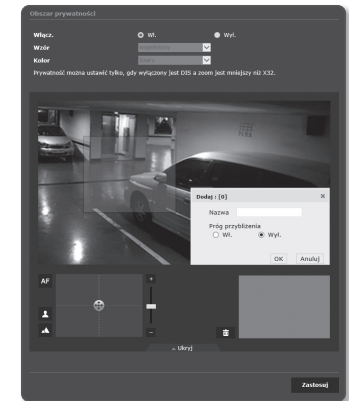 Obszar prywatności
Włącz. Wł. Wył.
Wzór
Kolor
Prywatność można ustawić tylko, gdy wyłączony jest DIS a zoom jest mniejszy niż X32.
Dodaj : [0] ×
Nazwa
Próg przybliżenia
Wł. Wył.
OK Anuluj
AF
+
-
Ukryj
Zastosuj